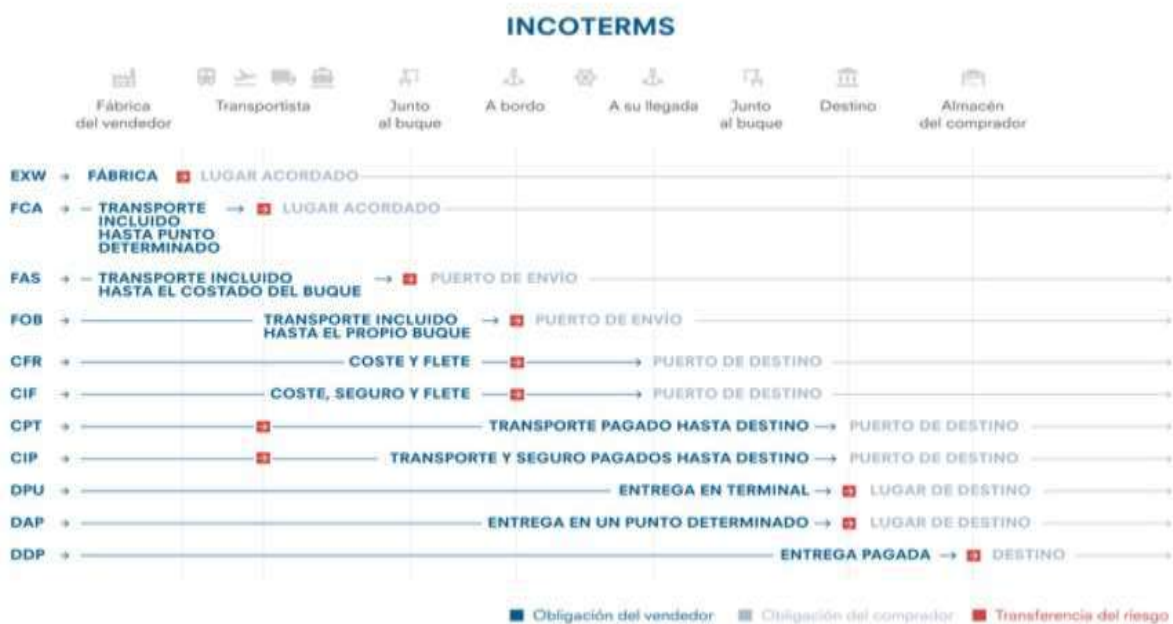 INCOTERMS
Fábrica
del vendedor
Transportista
Junto
al buque
A bordo
A su llegada
Junto
al buque
Destino
Almacén
del comprador
EXW FÁBRICA LUGAR ACORDADO
FCA TRANSPORTE LUGAR ACORDADO
INCLUIDO
HASTA PUNTO
DETERMINADO
FAS TRANSPORTE INCLUIDO PUERTO DE ENVÍO
HASTA EL COSTADO DEL BUQUE
FOB TRANSPORTE INCLUIDO PUERTO DE ENVÍO
HASTA EL PROPIO BUQUE
CFR COSTE Y FLETE PUERTO DE DESTINO
CIF COSTE, SEGURO Y FLETE PUERTO DE DESTINO
CPT TRANSPORTE PAGADO HASTA DESTINO PUERTO DE DESTINO
CIP TRANSPORTE Y SEGURO PAGADOS HASTA DESTINO PUERTO DE DESTINO
DPU ENTREGA EN TERMINAL LUGAR DE DESTINO
DAP ENTREGA EN UN PUNTO DETERMINADO LUGAR DE DESTINO
DDP ENTREGA PAGADA DESTINO
Obligación del vendedor Obligación del comprador Transferencia del riesgo